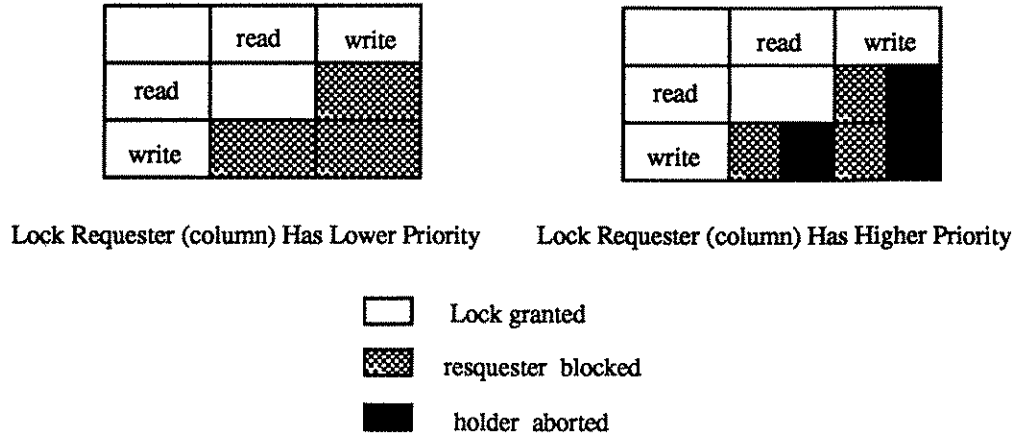 read write read write
read read
write write
Lock Requester (column) Has Lower Priority Lock Requester (column) Has Higher Priority
Lock granted
resquester blocked
holder aborted